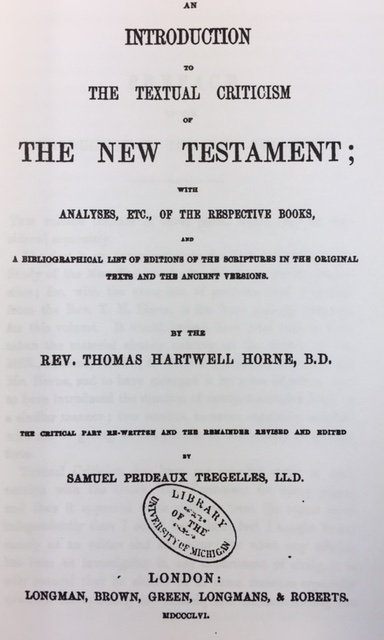 AN
INTRODUCTION
TO
THE TEXTUAL CRITICISM
OF
THE NEW TESTAMENT;
WITH
ANALYSES, ETC., OF THE RESPECTIVE BOOKS,
AND
A BIBLIOGRAPHICAL LIST OF EDITIONS OF THE SCRIPTURES IN THE ORIGINAL
TEXTS AND THE ANCIENT VERSIONS.
BY THE
REV. THOMAS HARTWELL HORNE, B.D.
THE CRITICAL PART RE-WRITTEN AND THE REMAINDER REVISED AND EDITED
BY
SAMUEL PRIDEAUX TREGELLES, LL.D.
LIBRARY
OF THE
UNIVERSITY OF MICHIGAN
LONDON:
LONGMAN, BROWN, GREEN, LONGMANS, & ROBERTS.
MDCCCLVI.